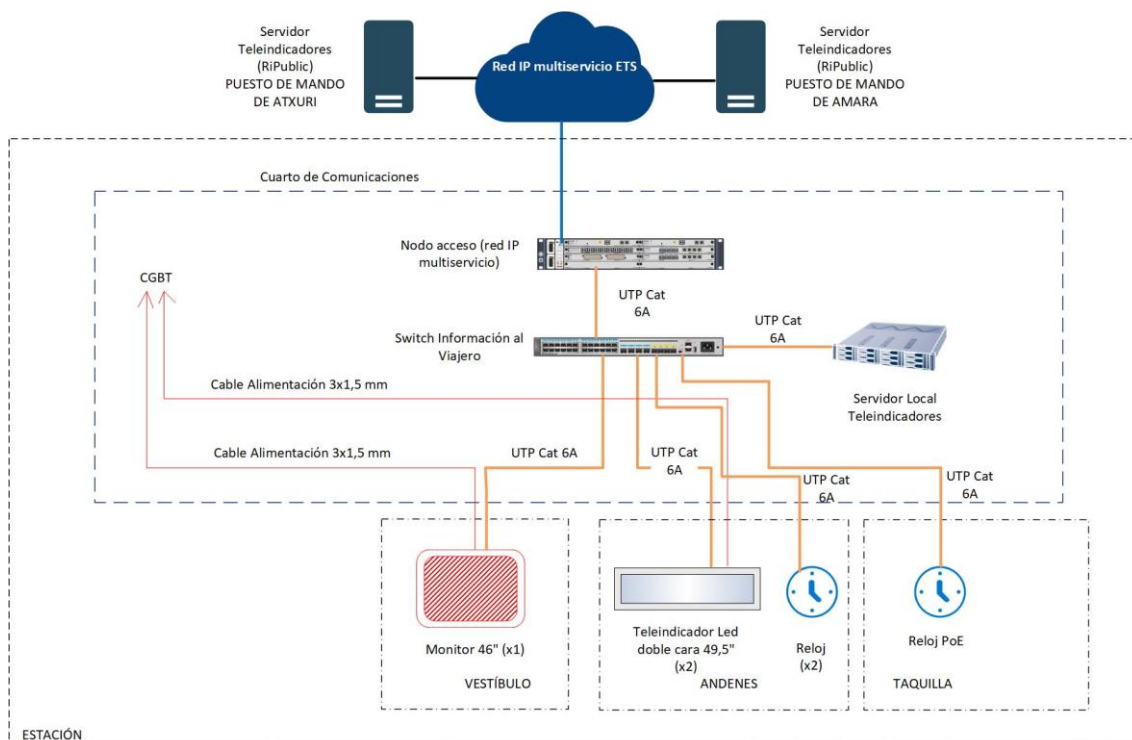 Servidor
Teleindicadores
(RiPublic)
PUESTO DE MANDO
DE ATXURI
Red IP multiservicio ETS
Servidor
Teleindicadores
(RiPublic)
PUESTO DE MANDO
DE AMARA
Cuarto de Comunicaciones
Nodo acceso (red IP
multiservicio)
CGBT
UTP Cat
6A
Switch Información al
Viajero
UTP Cat
6A
Servidor Local
Teleindicadores
Cable Alimentación 3x1,5 mm
Cable Alimentación 3x1,5 mm
UTP Cat 6A
UTP Cat
6A
UTP Cat
6A
UTP Cat
6A
Monitor 46" (x1)
VESTÍBULO
Teleindicador Led
doble cara 49,5"
(x2)
Reloj
(x2)
ANDENES
Reloj PoE
TAQUILLA
ESTACIÓN